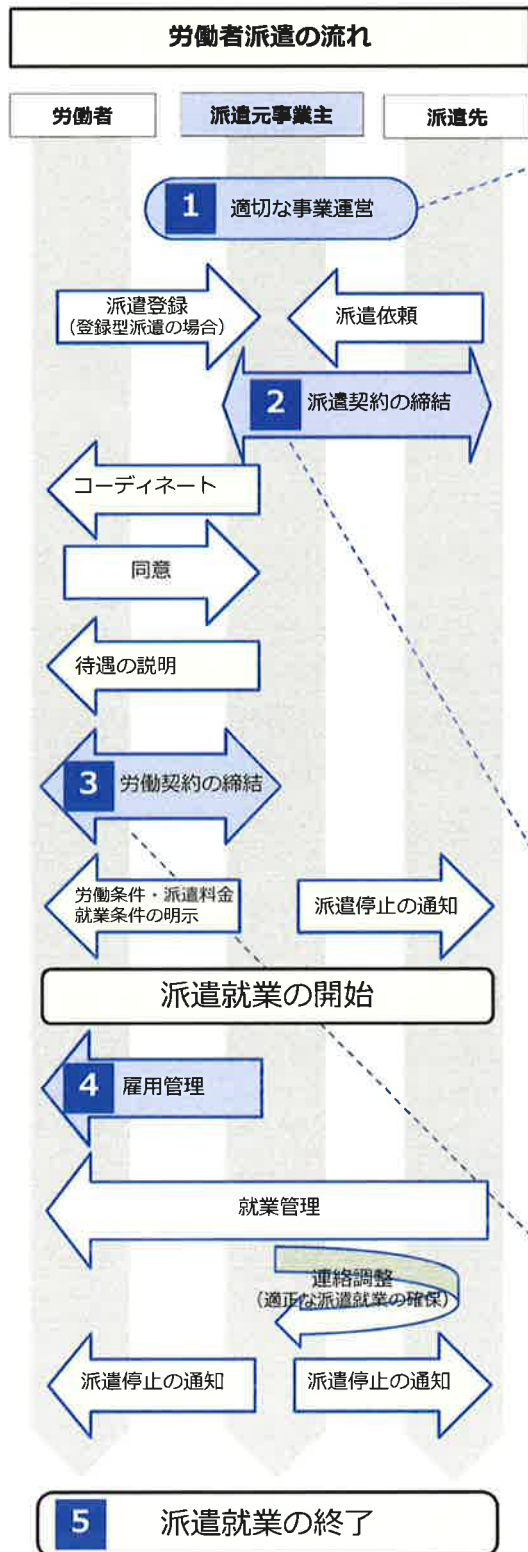 労働者派遣の流れ
労働者
派遣元事業主
派遣先
1 適切な事業運営
派遣登録
(登録型派遣の場合)
派遣依頼
2 派遣契約の締結
コーディネート
同意
待遇の説明
3 労働契約の締結
労働条件・派遣料金
就業条件の明示
派遣停止の通知
派遣就業の開始
4 雇用管理
就業管理
連絡調整
(適正な派遣就業の確保)
派遣停止の通知
派遣停止の通知
5 派遣就業の終了